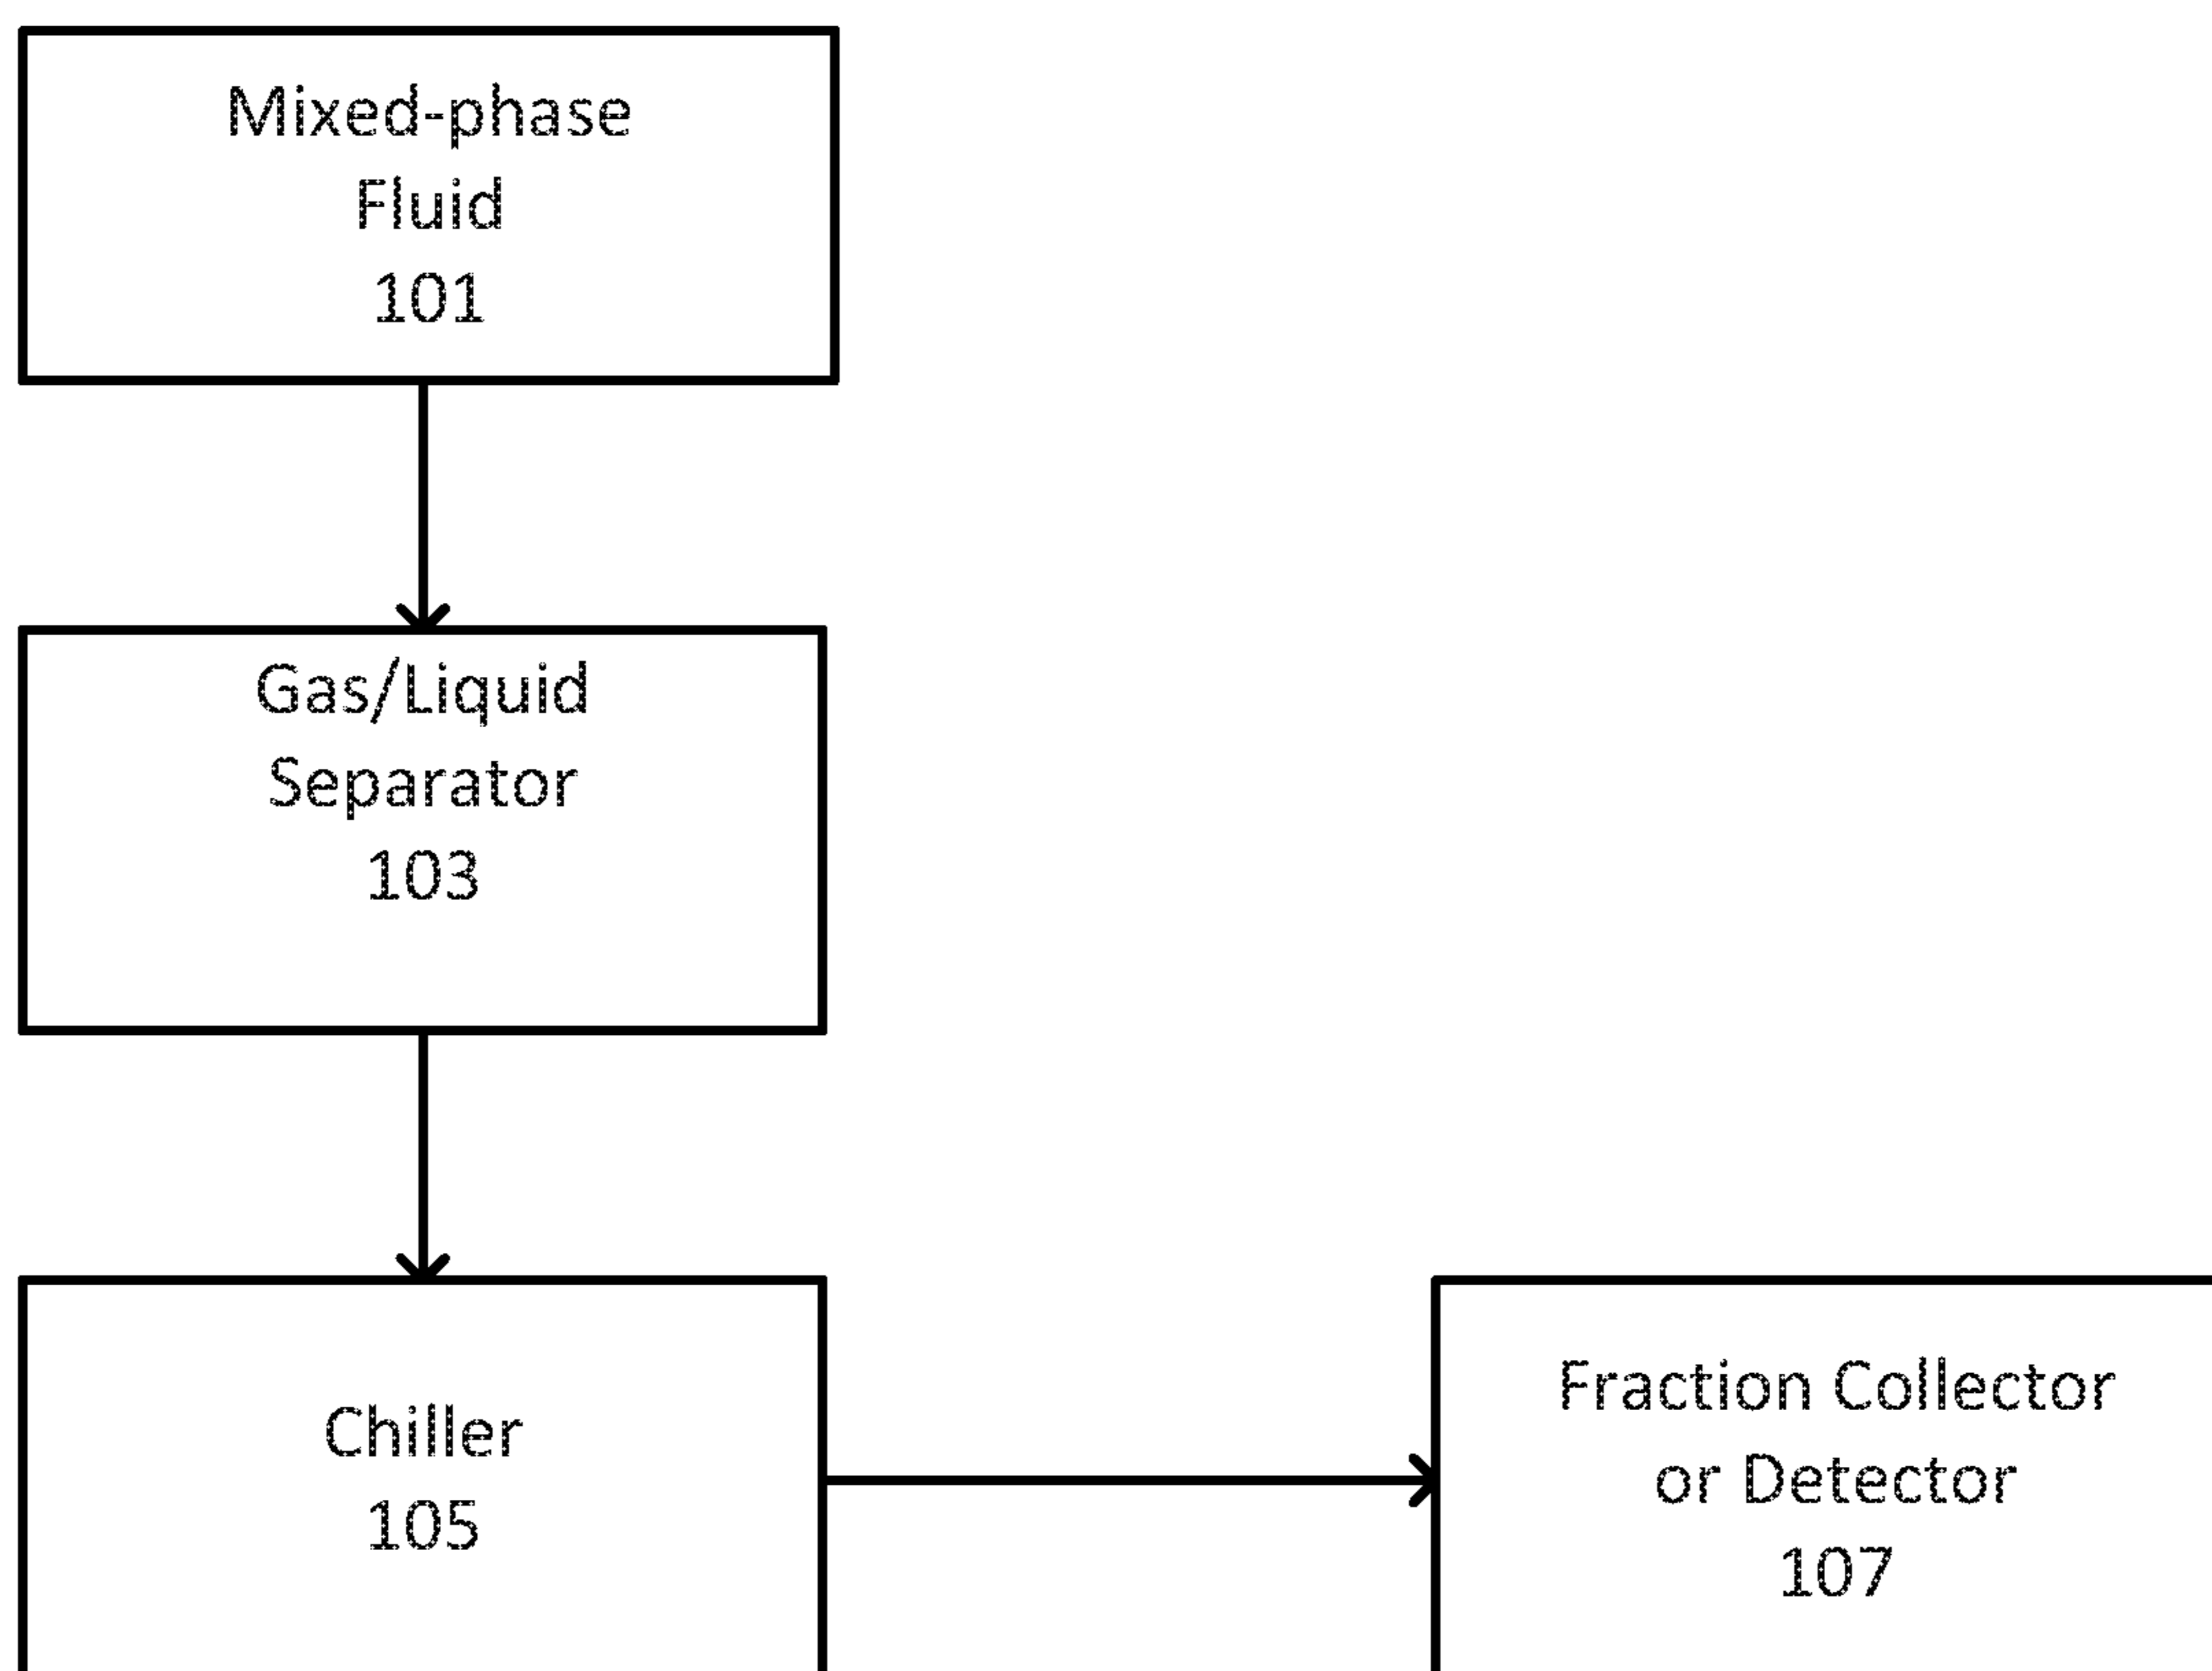 Mixed-phase
Fluid
101
Gas/Liquid
Separator
103
Chiller
105
Fraction Collector
or Detector
107